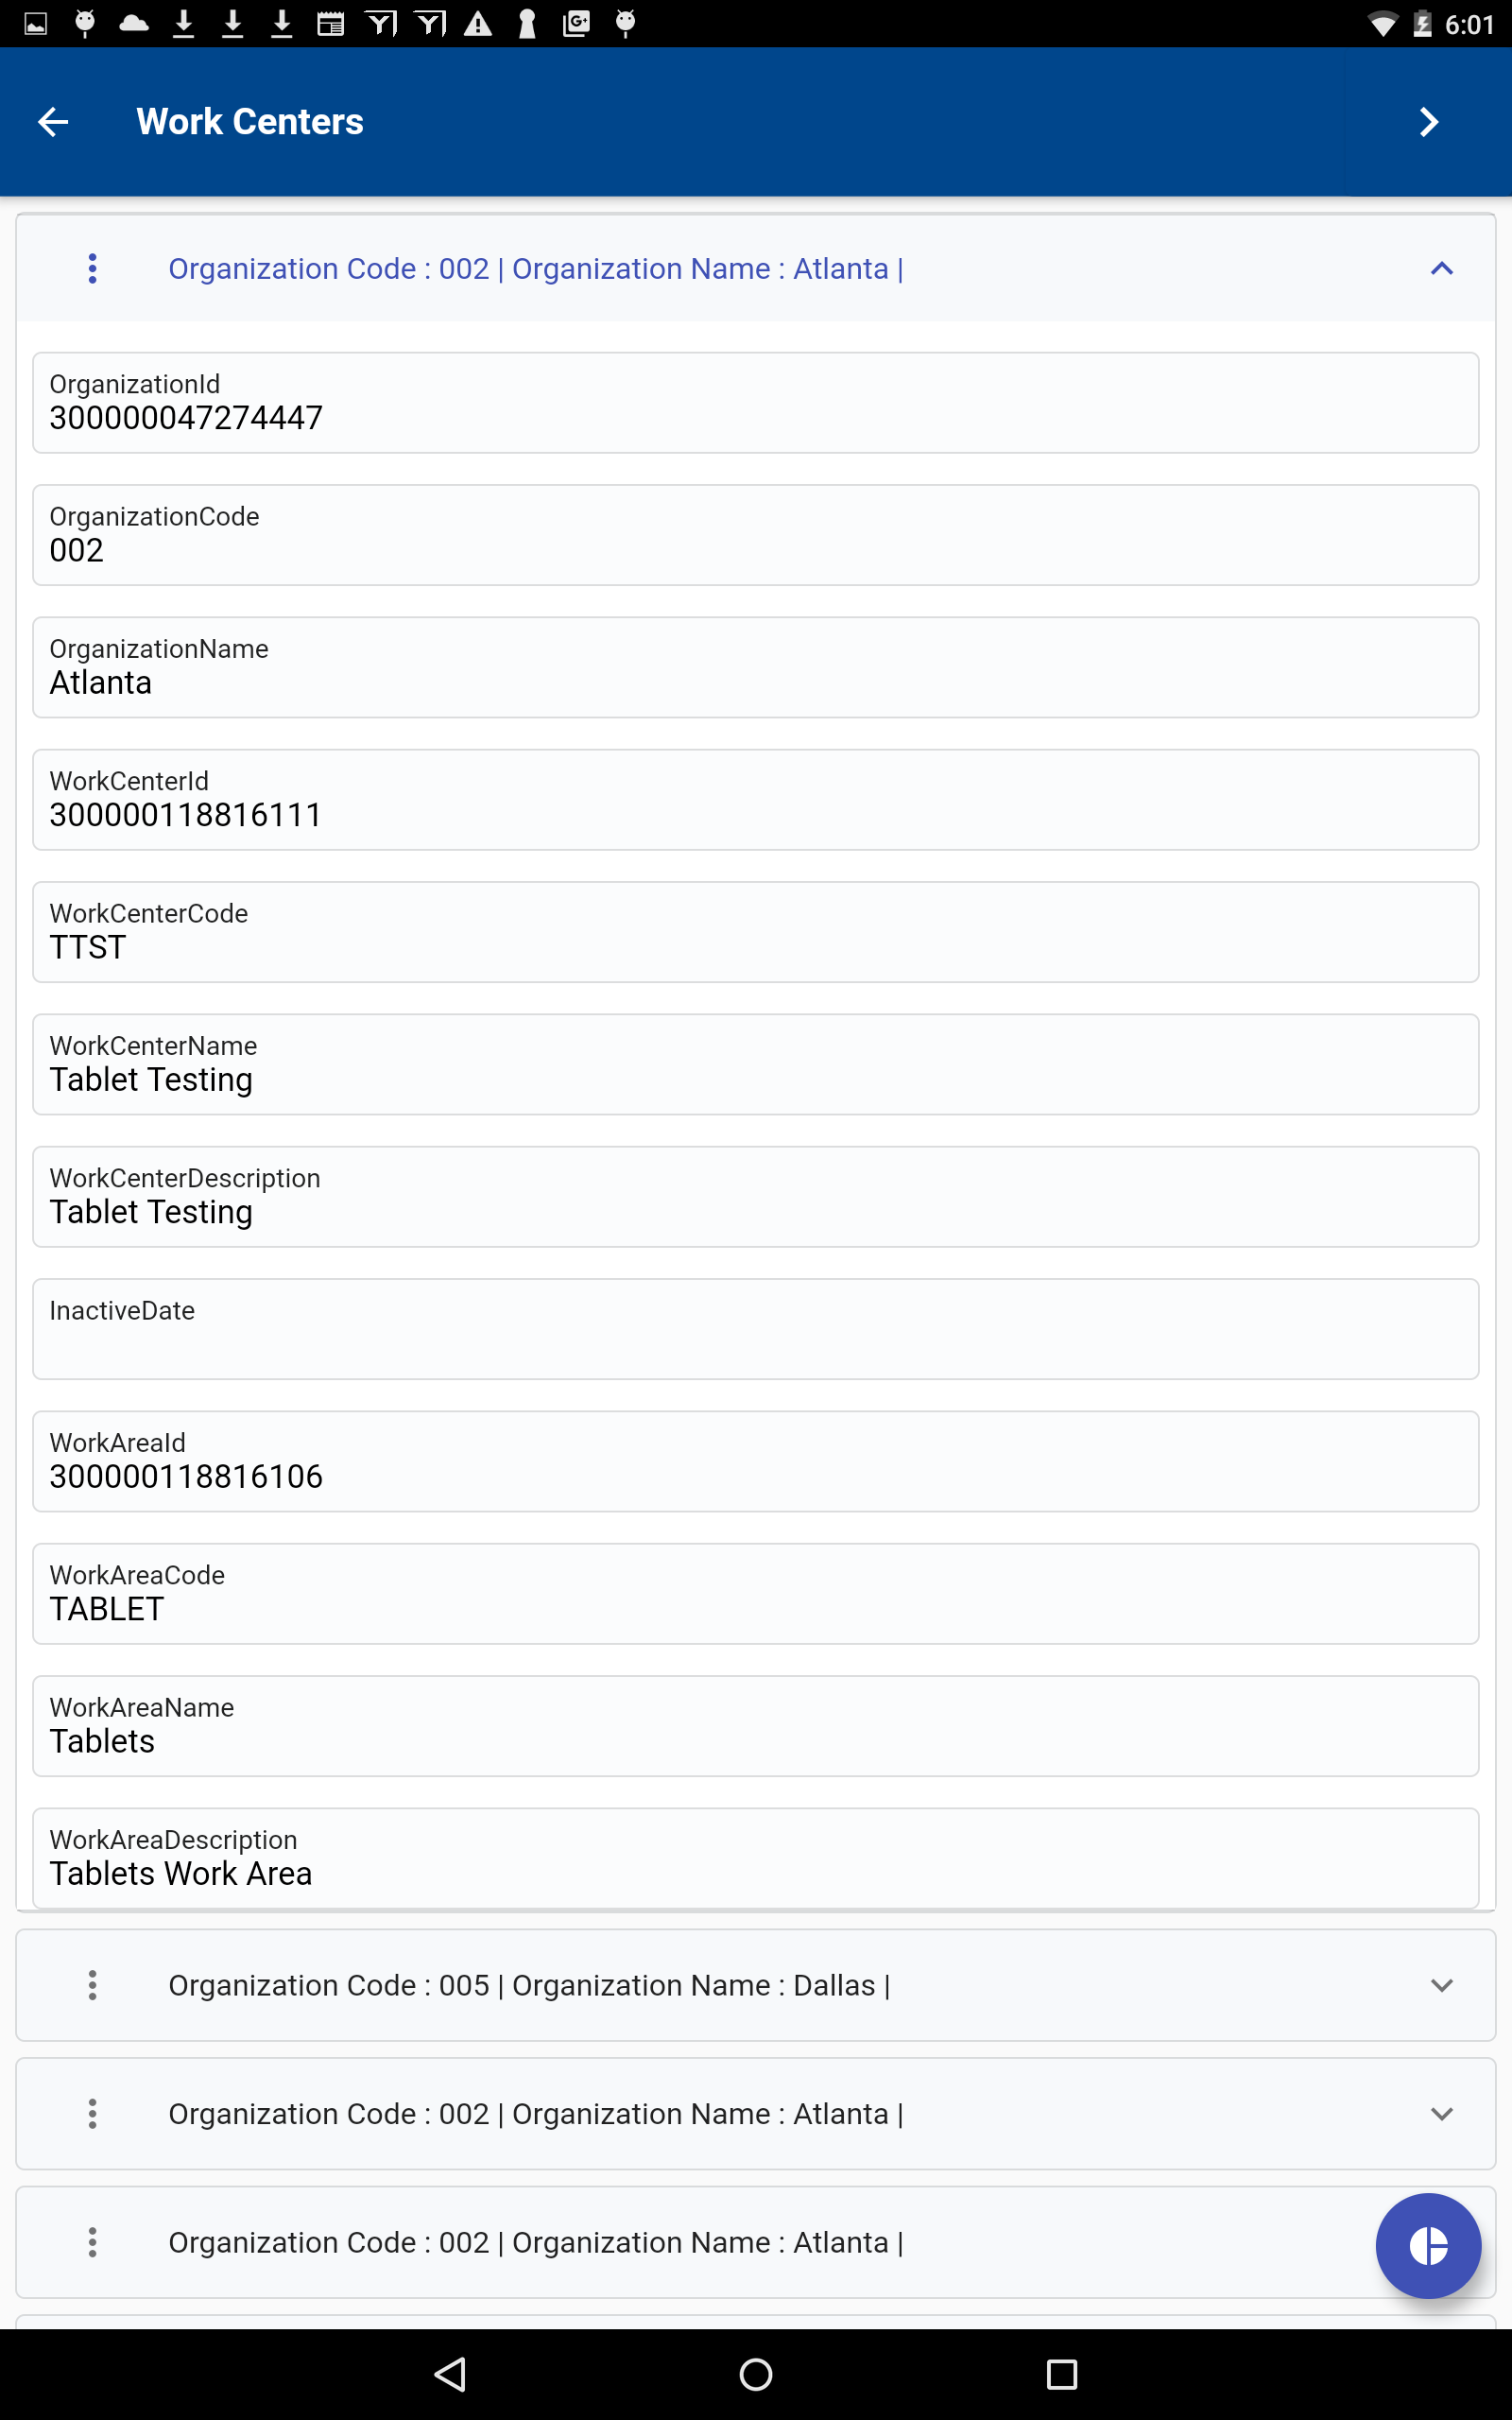 6:01
Work Centers
Organization Code : 002 | Organization Name : Atlanta |
OrganizationId
300000047274447
OrganizationCode
002
OrganizationName
Atlanta
WorkCenterId
300000118816111
WorkCenterCode
TTST
WorkCenterName
Tablet Testing
WorkCenterDescription
Tablet Testing
InactiveDate
WorkAreaId
300000118816106
WorkAreaCode
TABLET
WorkAreaName
Tablets
WorkAreaDescription
Tablets Work Area
Organization Code : 005 | Organization Name : Dallas |
Organization Code : 002 | Organization Name : Atlanta |
Organization Code : 002 | Organization Name : Atlanta |